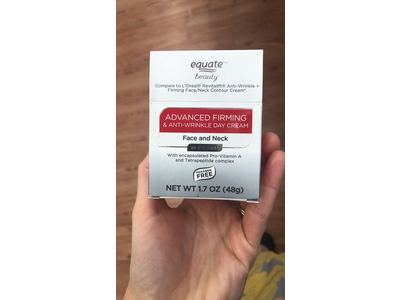 equate™
beauty
Compare to L'Oreal® Revitalift® Anti-Wrinkle +
Firming Face/Neck Contour Cream*
ADVANCED FIRMING
& ANTI-WRINKLE DAY CREAM
Face and Neck
With encapsulated Pro-Vitamin A
and Tetrapeptide complex
FREE
NET WT 1.7 OZ (48g)